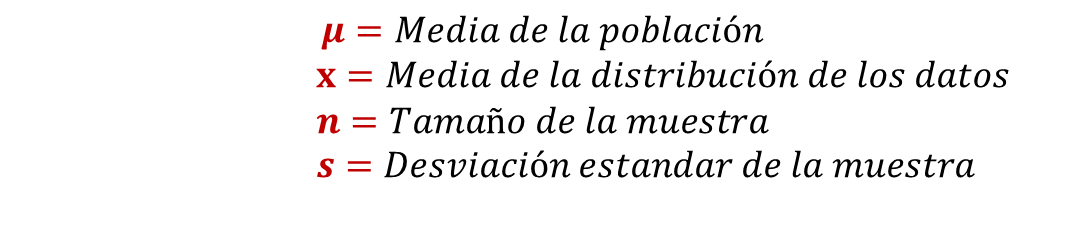 μ = Media de la población
x = Media de la distribución de los datos
n = Tamaño de la muestra
s = Desviación estandar de la muestra